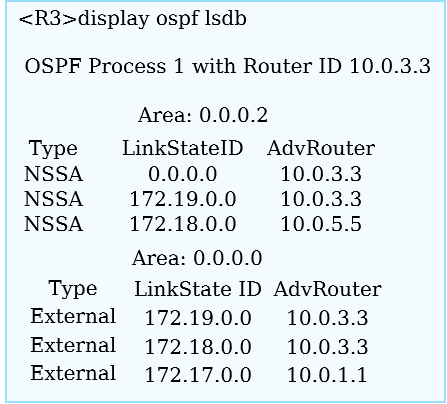 <R3>display ospf lsdb
OSPF Process 1 with Router ID 10.0.3.3
Area: 0.0.0.2
Type LinkStateID AdvRouter
NSSA 0.0.0.0 10.0.3.3
NSSA 172.19.0.0 10.0.3.3
NSSA 172.18.0.0 10.0.5.5
Area: 0.0.0.0
Type LinkState ID AdvRouter
External 172.19.0.0 10.0.3.3
External 172.18.0.0 10.0.3.3
External 172.17.0.0 10.0.1.1